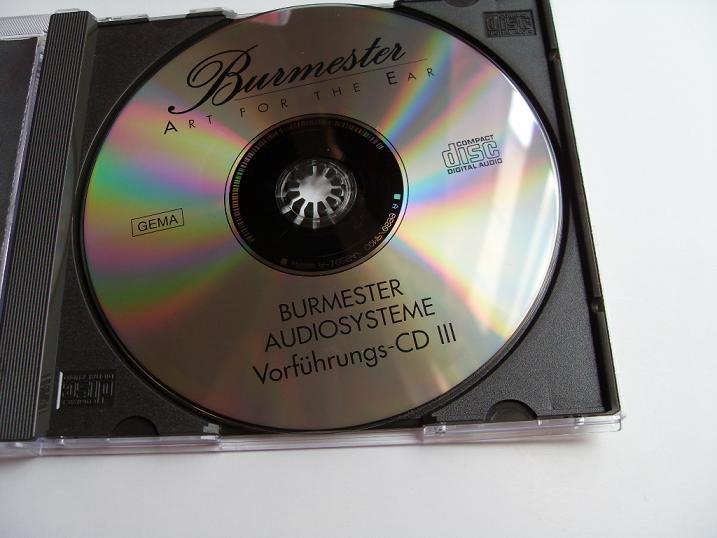 Burmester
ART FOR THE EAR
COMPACT
disc
DIGITAL AUDIO
GEMA
BURMESTER
AUDIOSYSTEME
Vorführungs-CD III